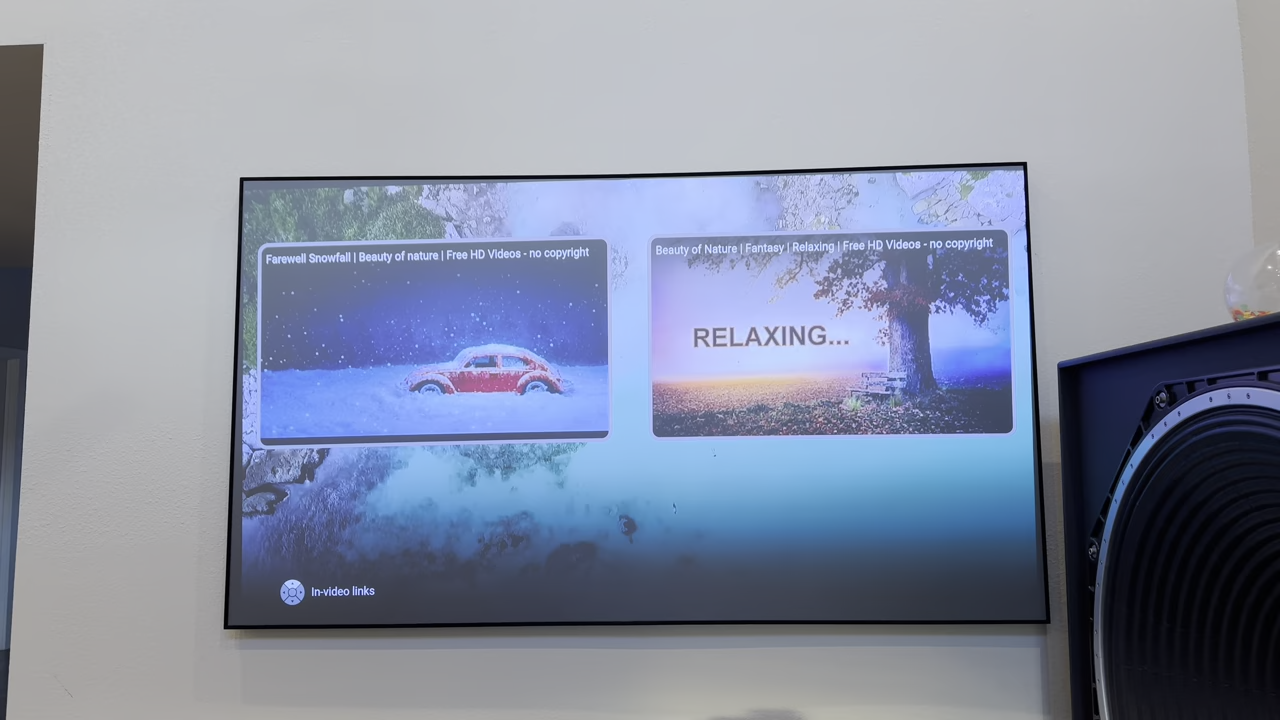 Farewell Snowfall | Beauty of nature | Free HD Videos - no copyright
Beauty of Nature | Fantasy | Relaxing | Free HD Videos - no copyright
RELAXING...
In-video links